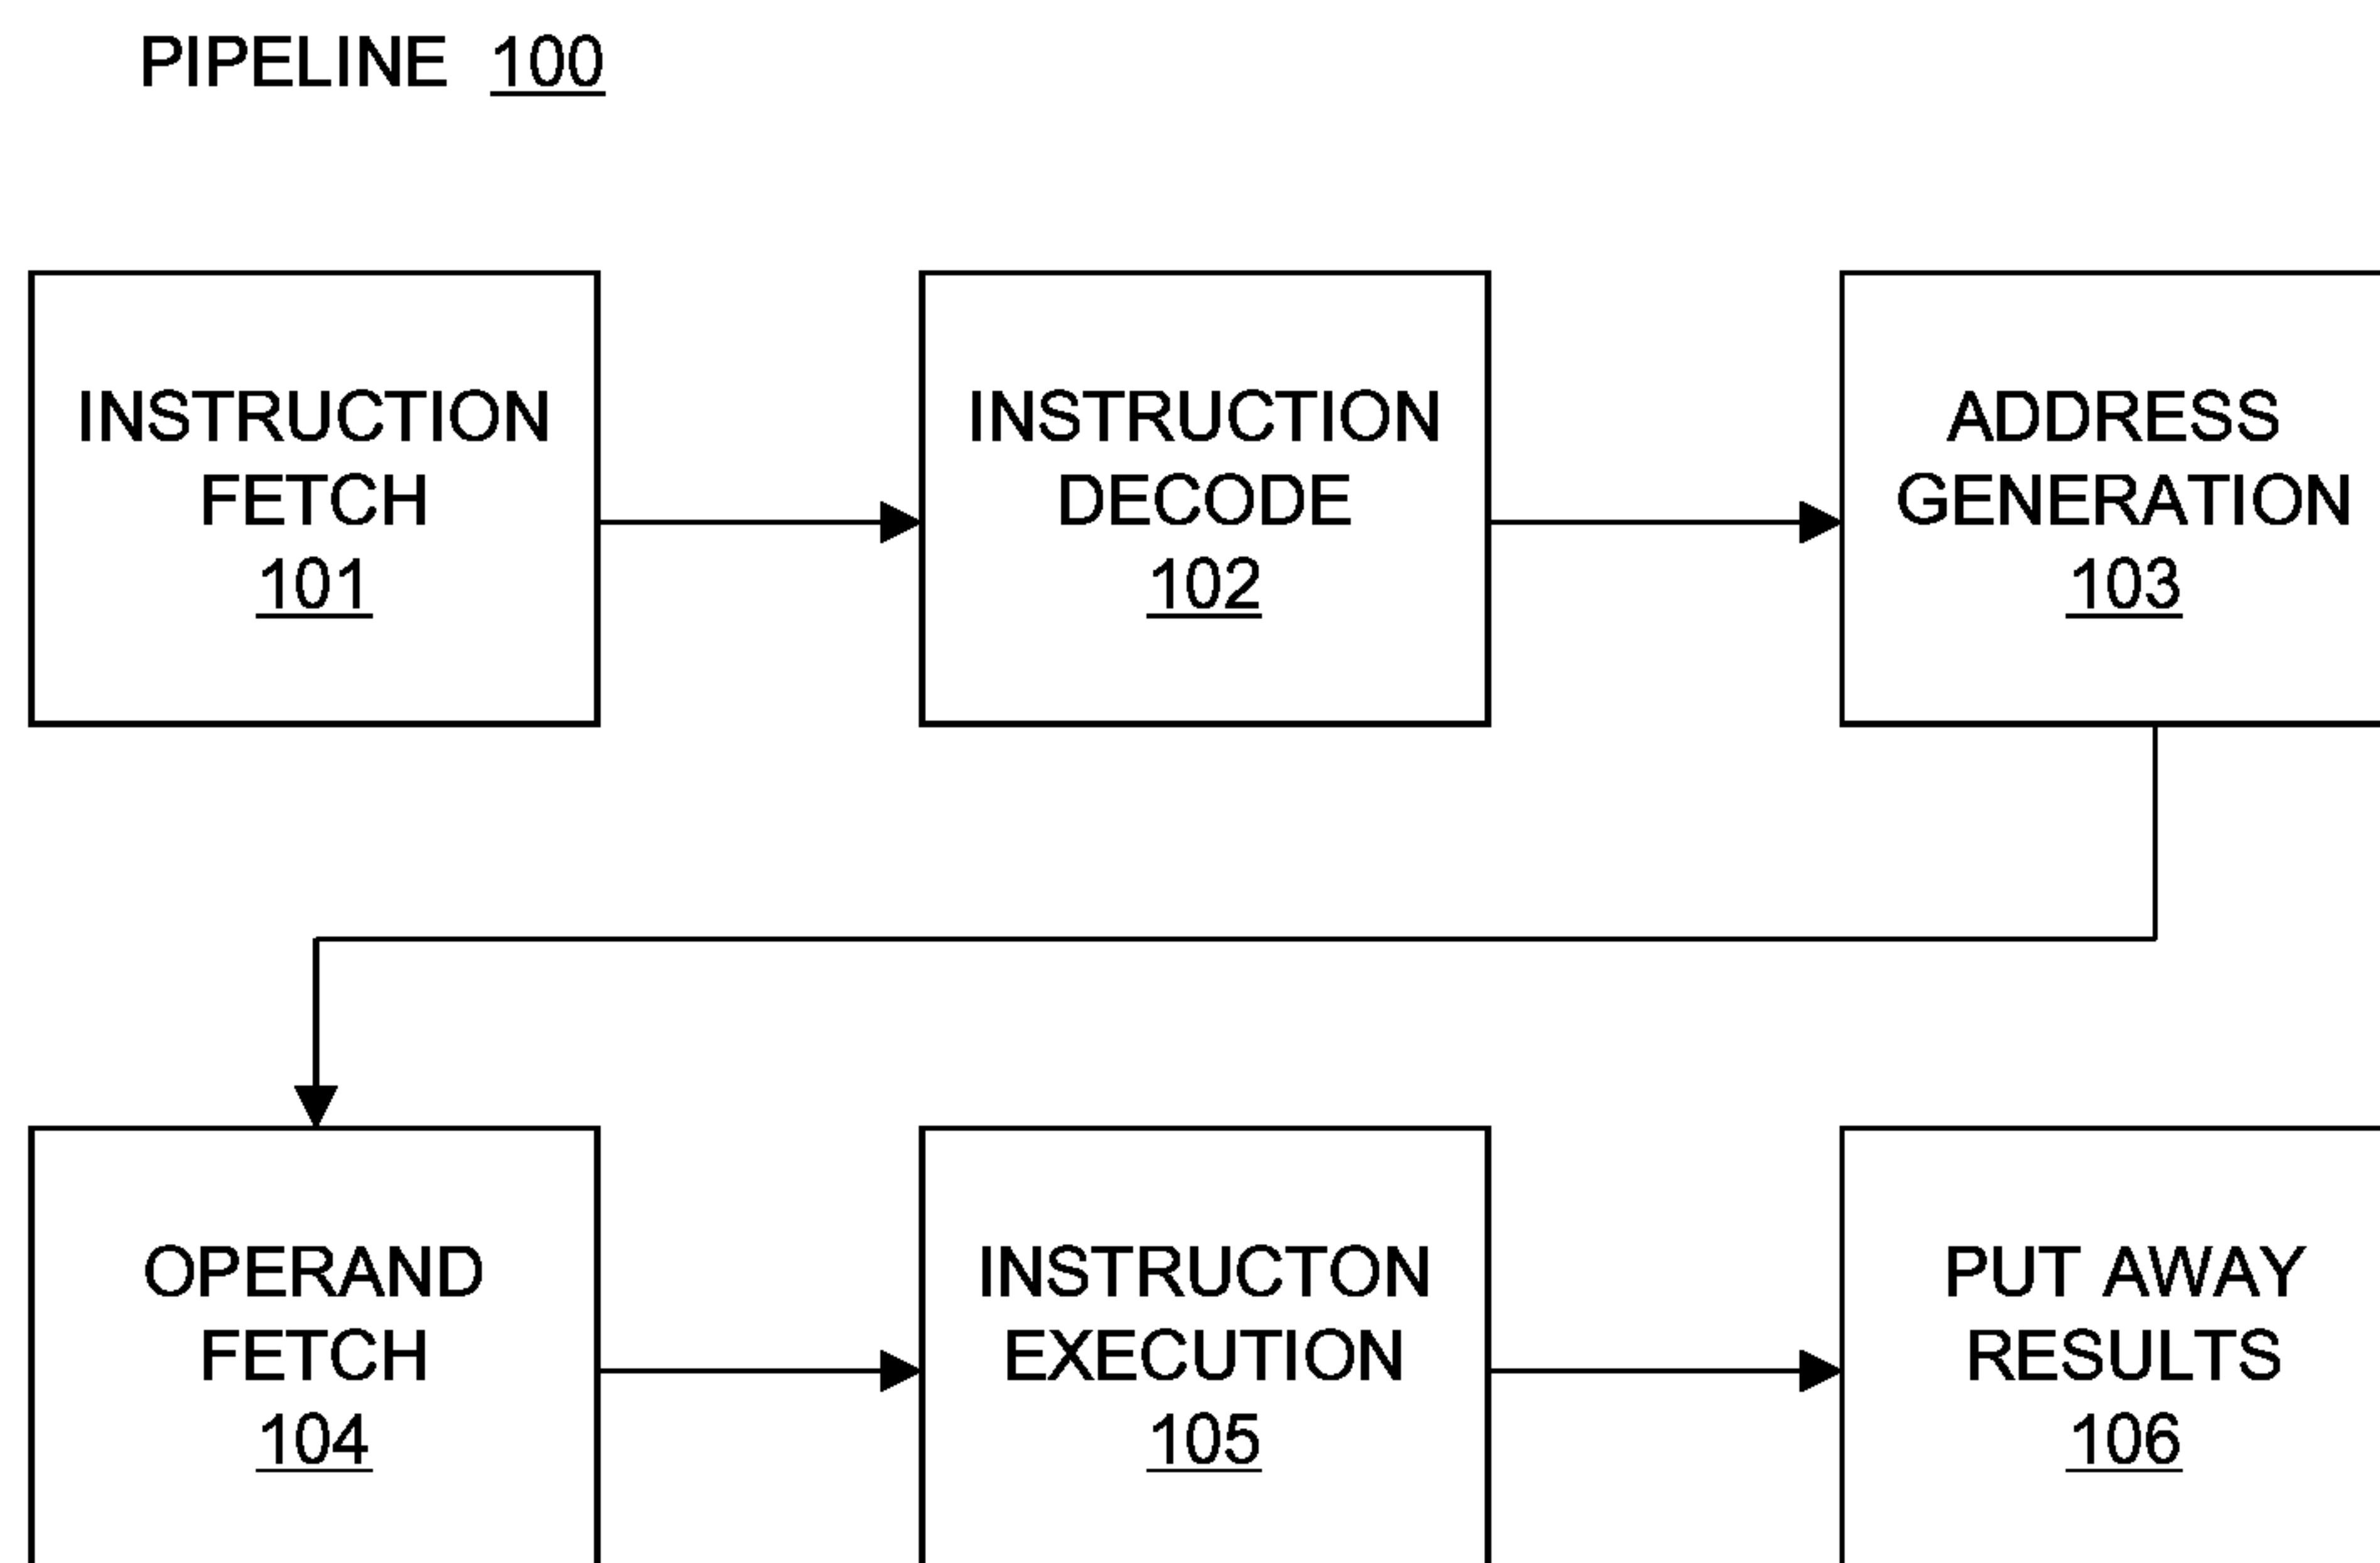 PIPELINE 100
INSTRUCTION
FETCH
101
INSTRUCTION
DECODE
102
ADDRESS
GENERATION
103
OPERAND
FETCH
104
INSTRUCTON
EXECUTION
105
PUT AWAY
RESULTS
106